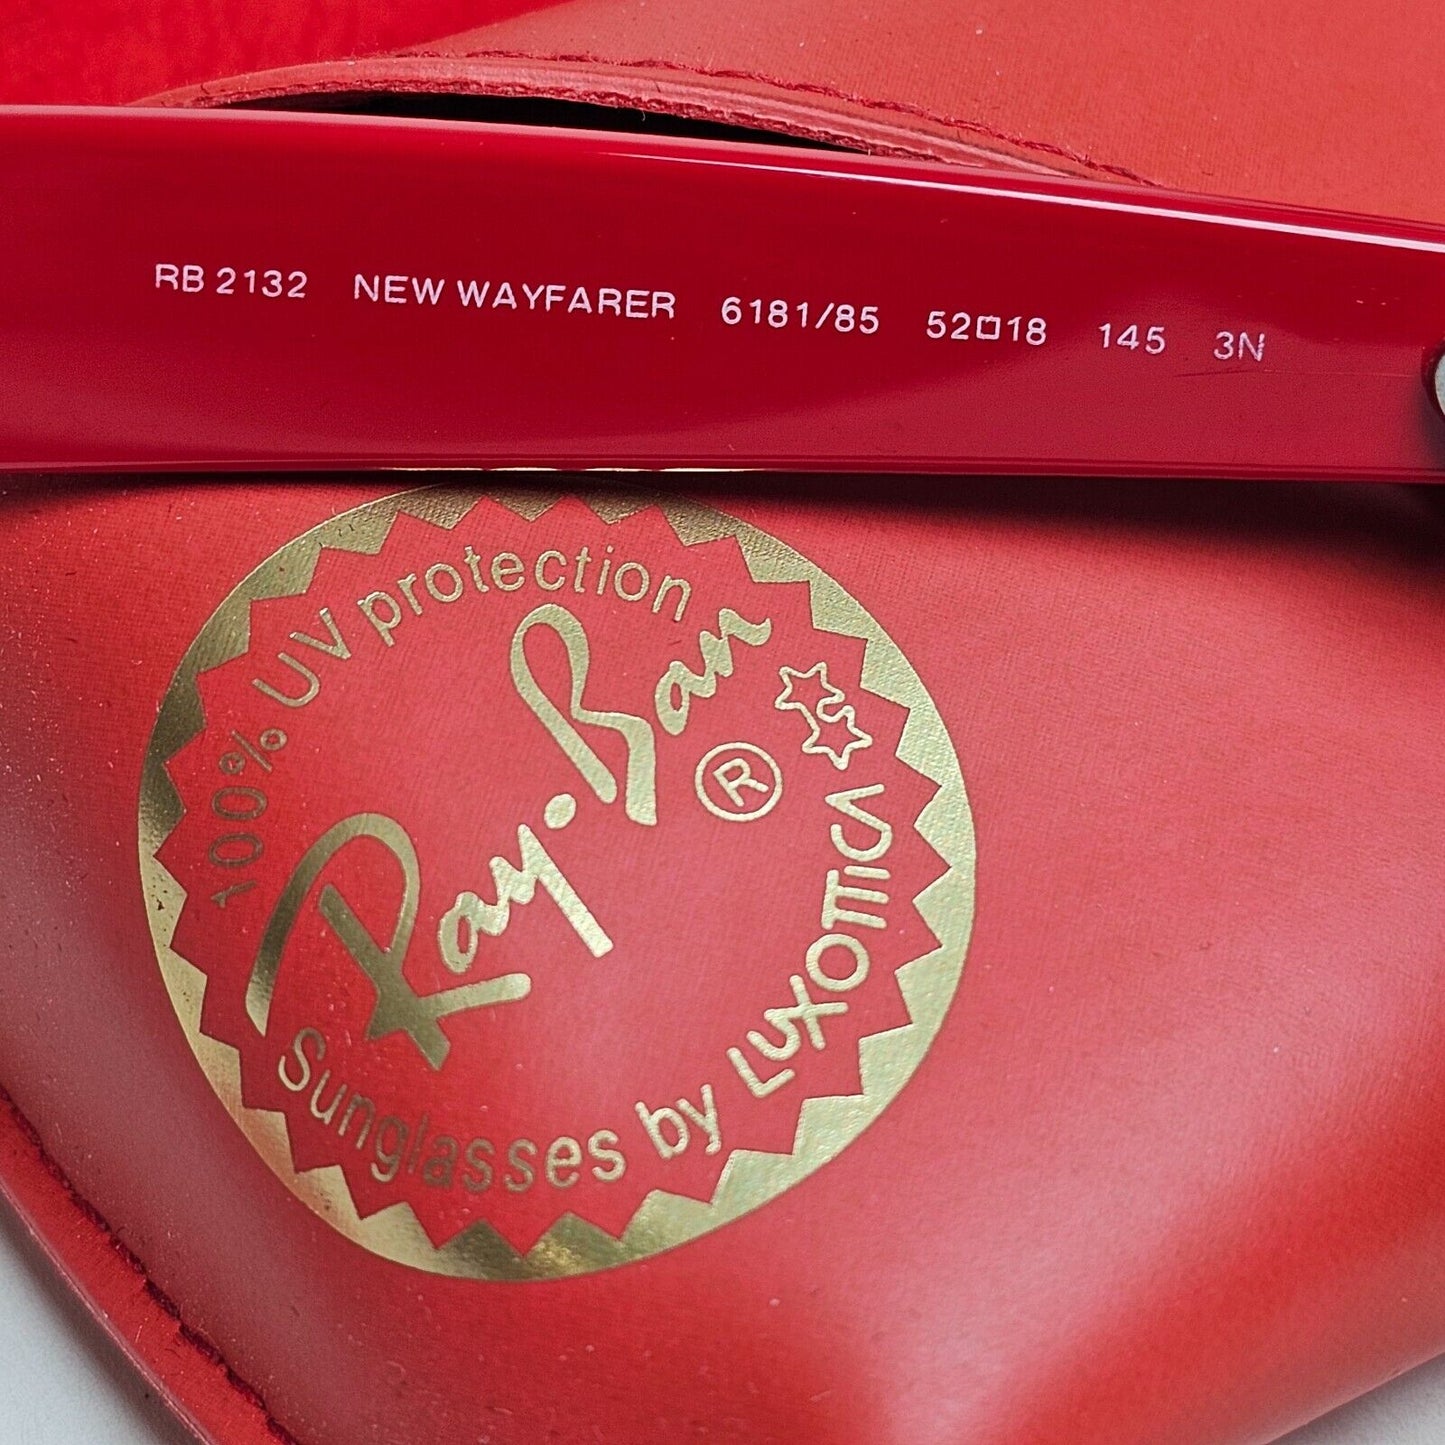 RB 2132 NEW WAYFARER 6181/85 52□18 145 3N
100% UV protection
Ray-Ban
®
Sunglasses by LUXOTTICA